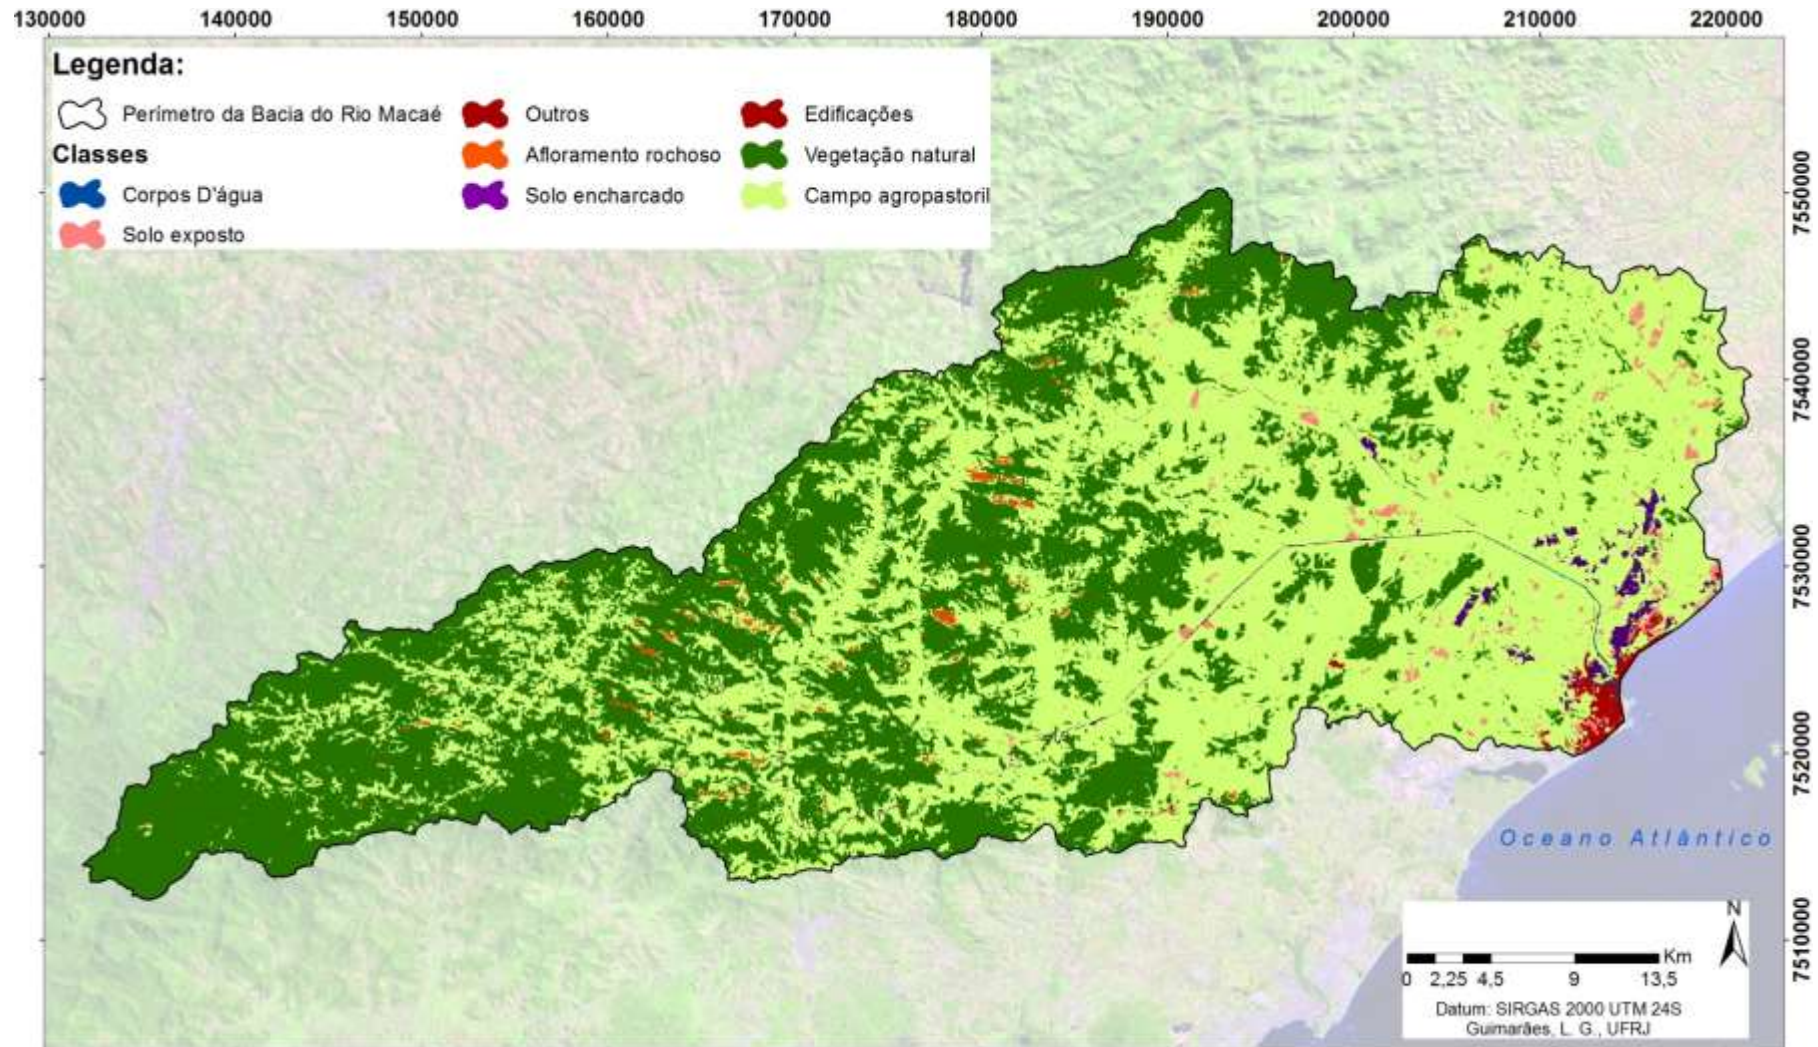 130000 140000 150000 160000 170000 180000 190000 200000 210000 220000
Legenda:
Perímetro da Bacia do Rio Macaé
Outros
Edificações
Classes
Afloramento rochoso
Vegetação natural
Corpos D'água
Solo encharcado
Campo agropastoril
Solo exposto
7550000
7540000
7530000
7520000
7510000
Oceano Atlântico
N
Km
0 2,25 4,5 9 13,5
Datum: SIRGAS 2000 UTM 24S
Guimarães, L. G., UFRJ